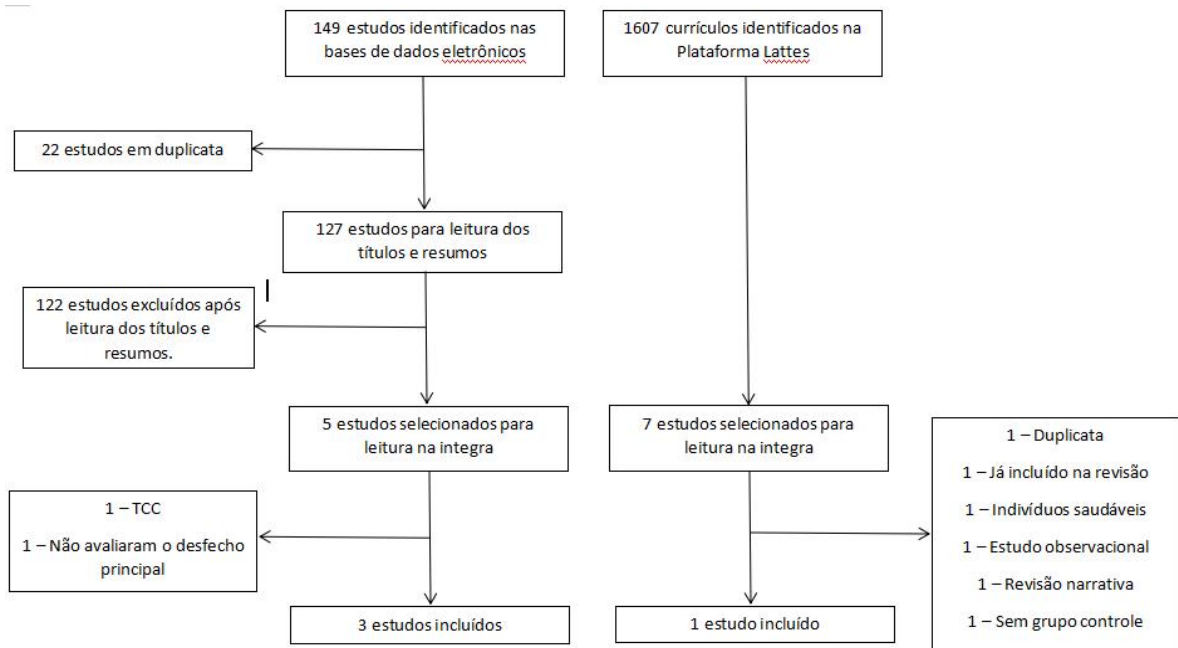 149 estudos identificados nas
bases de dados eletrônicos
1607 currículos identificados na
Plataforma Lattes
22 estudos em duplicata
127 estudos para leitura dos
títulos e resumos
122 estudos excluídos após
leitura dos títulos e
resumos.
5 estudos selecionados para
leitura na integra
7 estudos selecionados para
leitura na integra
1 – TCC
1 – Não avaliaram o desfecho
principal
1 – Duplicata
1 – Já incluído na revisão
1 – Indivíduos saudáveis
1 – Estudo observacional
1 – Revisão narrativa
1 – Sem grupo controle
3 estudos incluídos
1 estudo incluído